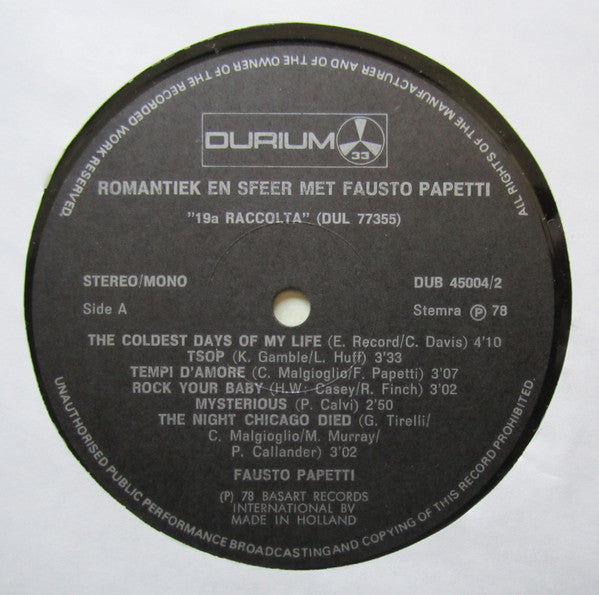 ALL RIGHTS OF THE MANUFACTURER AND OF THE OWNER OF THE RECORDED WORK RESERVED.
DURIUM
33
ROMANTIEK EN SFEER MET FAUSTO PAPETTI
"19a RACCOLTA" (DUL 77355)
STEREO/MONO DUB 45004/2
Side A Stemra Ⓟ 78
THE COLDEST DAYS OF MY LIFE (E. Record/C. Davis) 4'10
TSOP (K. Gamble/L. Huff) 3'33
TEMPI D'AMORE (C. Malgioglio/F. Papetti) 3'07
ROCK YOUR BABY (H.W. Casey/R. Finch) 3'02
MYSTERIOUS (P. Calvi) 2'50
THE NIGHT CHICAGO DIED (G. Tirelli/
C. Malgioglio/M. Murray/
P. Callander) 3'02
FAUSTO PAPETTI
(P) 78 BASART RECORDS
INTERNATIONAL BV
MADE IN HOLLAND
UNAUTHORISED PUBLIC PERFORMANCE BROADCASTING AND COPYING OF THIS RECORD PROHIBITED.